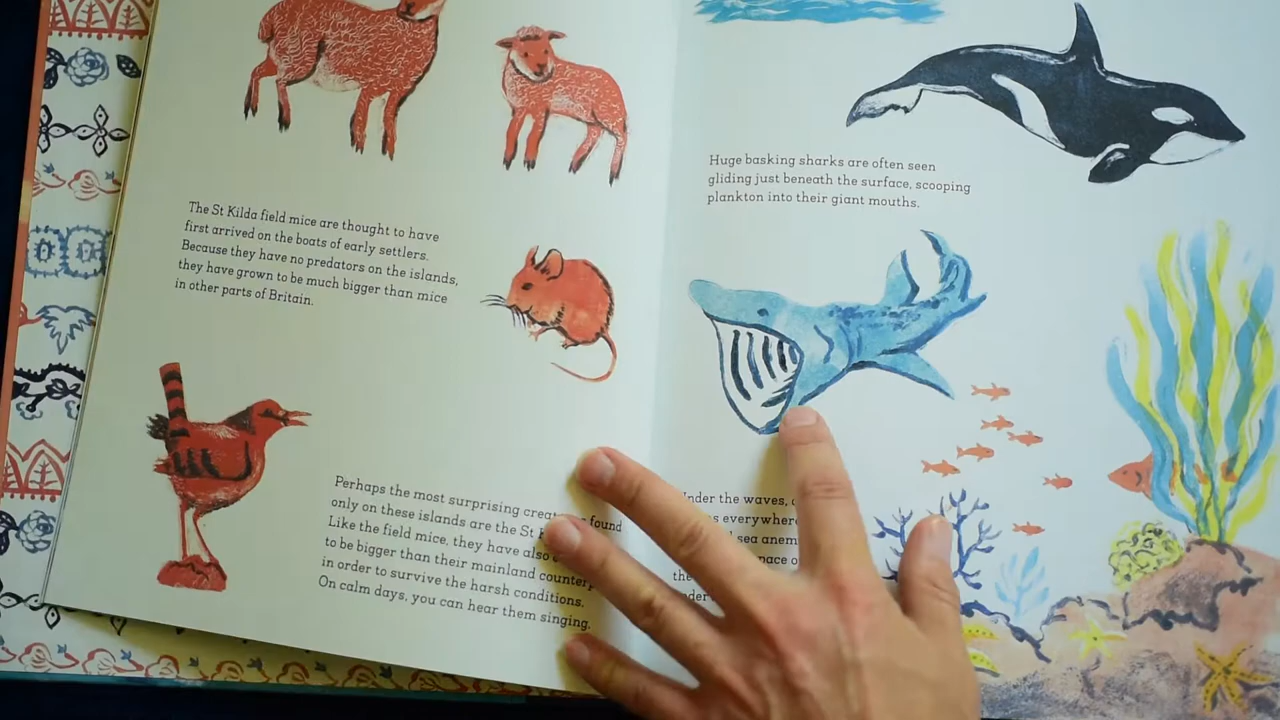 The St Kilda field mice are thought to have
first arrived on the boats of early settlers.
Because they have no predators on the islands,
they have grown to be much bigger than mice
in other parts of Britain.
Perhaps the most surprising found
only on these islands are the St
Like the field mice, they have also
to be bigger than their mainland
in order to survive the harsh conditions.
On calm days, you can hear them singing.
Huge basking sharks are often seen
gliding just beneath the surface, scooping
plankton into their giant mouths.
Under the waves,
everywhere
sea
the